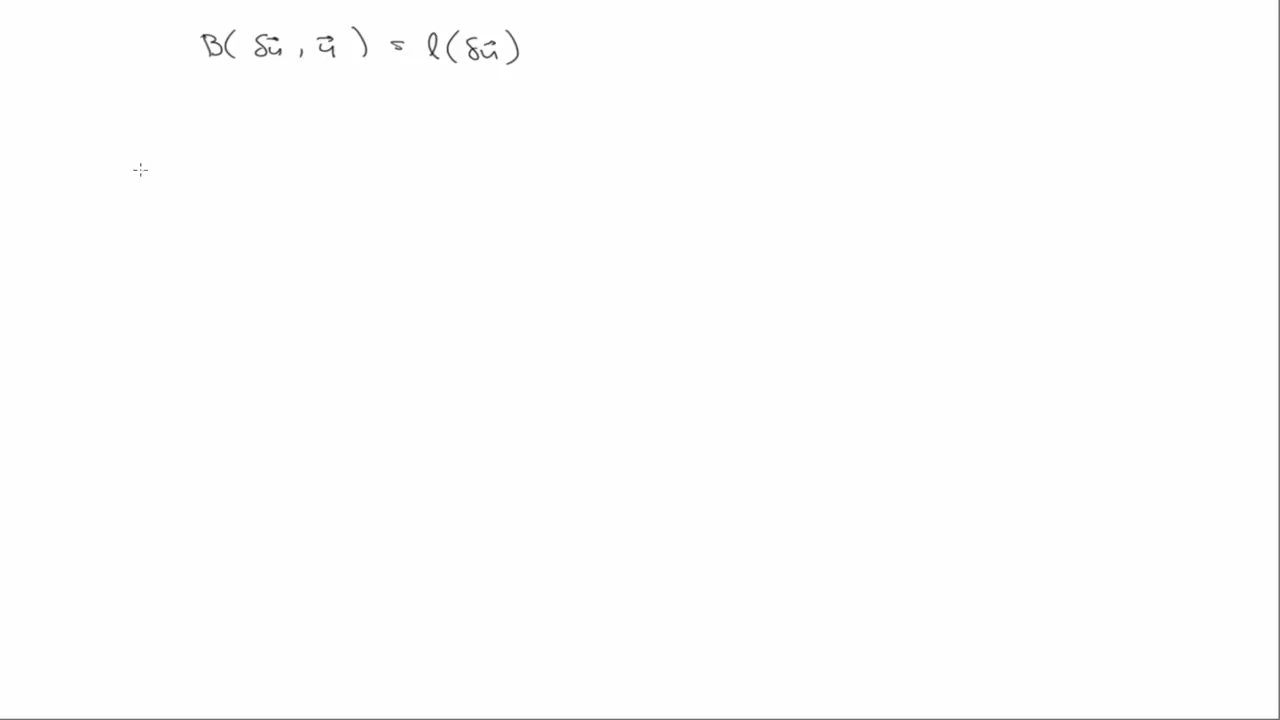 B( δu⃗ , u⃗ ) = l( δu⃗ )